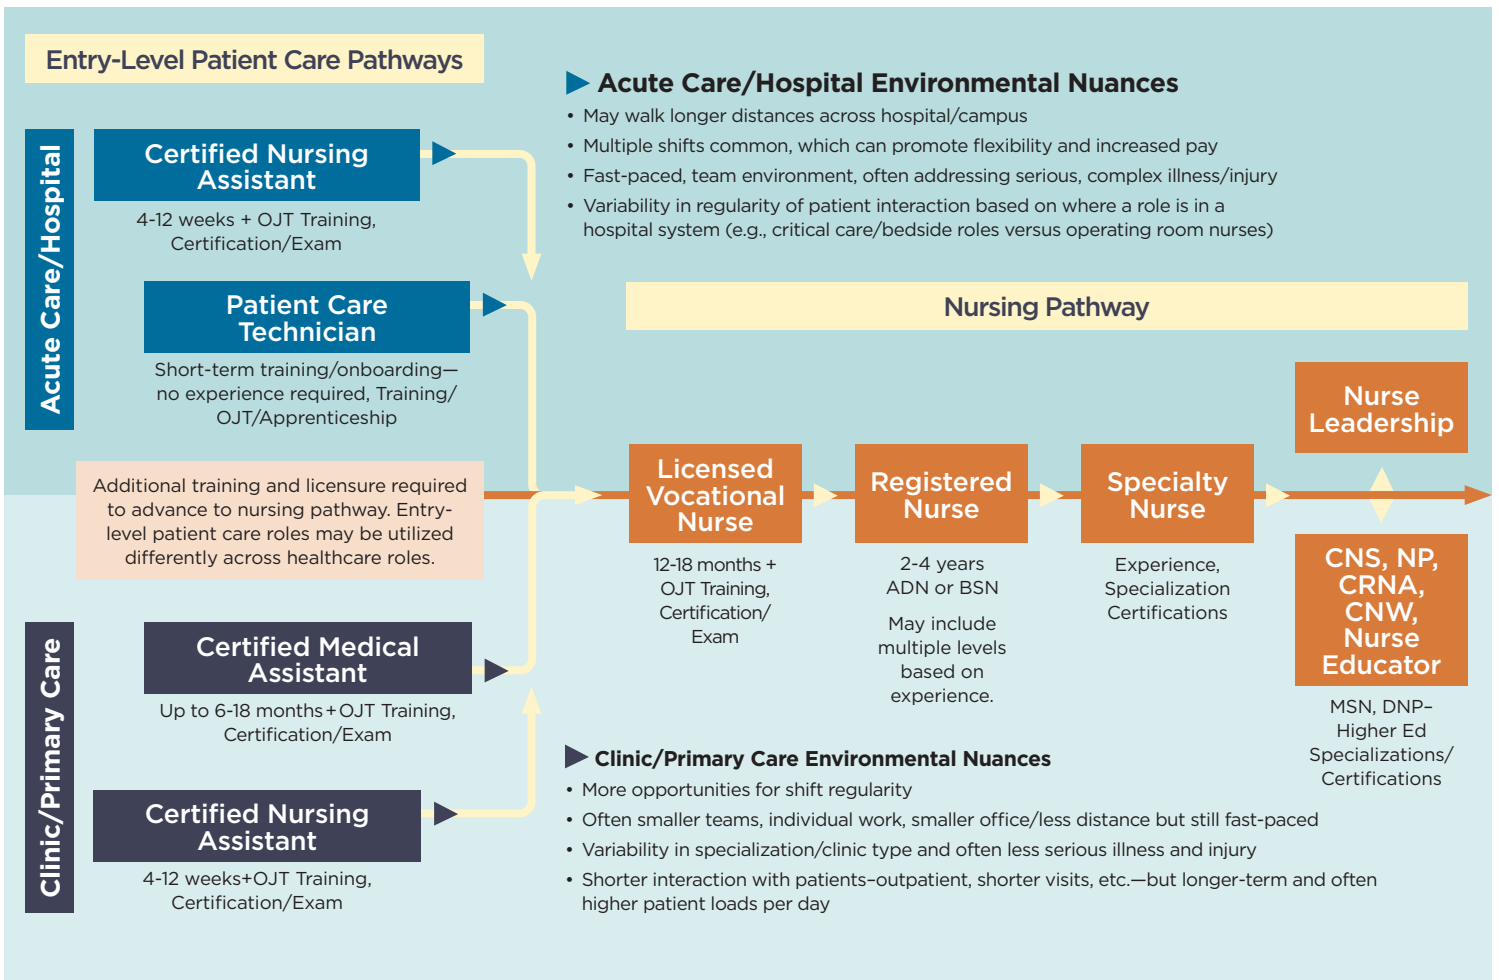 Entry-Level Patient Care Pathways
Acute Care/Hospital
Certified Nursing
Assistant
4-12 weeks + OJT Training,
Certification/Exam
Patient Care
Technician
Short-term training/onboarding—
no experience required, Training/
OJT/Apprenticeship
Acute Care/Hospital Environmental Nuances
• May walk longer distances across hospital/campus
• Multiple shifts common, which can promote flexibility and increased pay
• Fast-paced, team environment, often addressing serious, complex illness/injury
• Variability in regularity of patient interaction based on where a role is in a
hospital system (e.g., critical care/bedside roles versus operating room nurses)
Additional training and licensure required
to advance to nursing pathway. Entry-
level patient care roles may be utilized
differently across healthcare roles.
Nursing Pathway
Licensed
Vocational
Nurse
12-18 months +
OJT Training,
Certification/
Exam
Registered
Nurse
2-4 years
ADN or BSN
May include
multiple levels
based on
experience.
Specialty
Nurse
Experience,
Specialization
Certifications
Nurse
Leadership
CNS, NP,
CRNA,
CNW,
Nurse
Educator
MSN, DNP–
Higher Ed
Specializations/
Certifications
Clinic/Primary Care
Certified Medical
Assistant
Up to 6-18 months+OJT Training,
Certification/Exam
Certified Nursing
Assistant
4-12 weeks+OJT Training,
Certification/Exam
Clinic/Primary Care Environmental Nuances
• More opportunities for shift regularity
• Often smaller teams, individual work, smaller office/less distance but still fast-paced
• Variability in specialization/clinic type and often less serious illness and injury
• Shorter interaction with patients–outpatient, shorter visits, etc.—but longer-term and often
higher patient loads per day